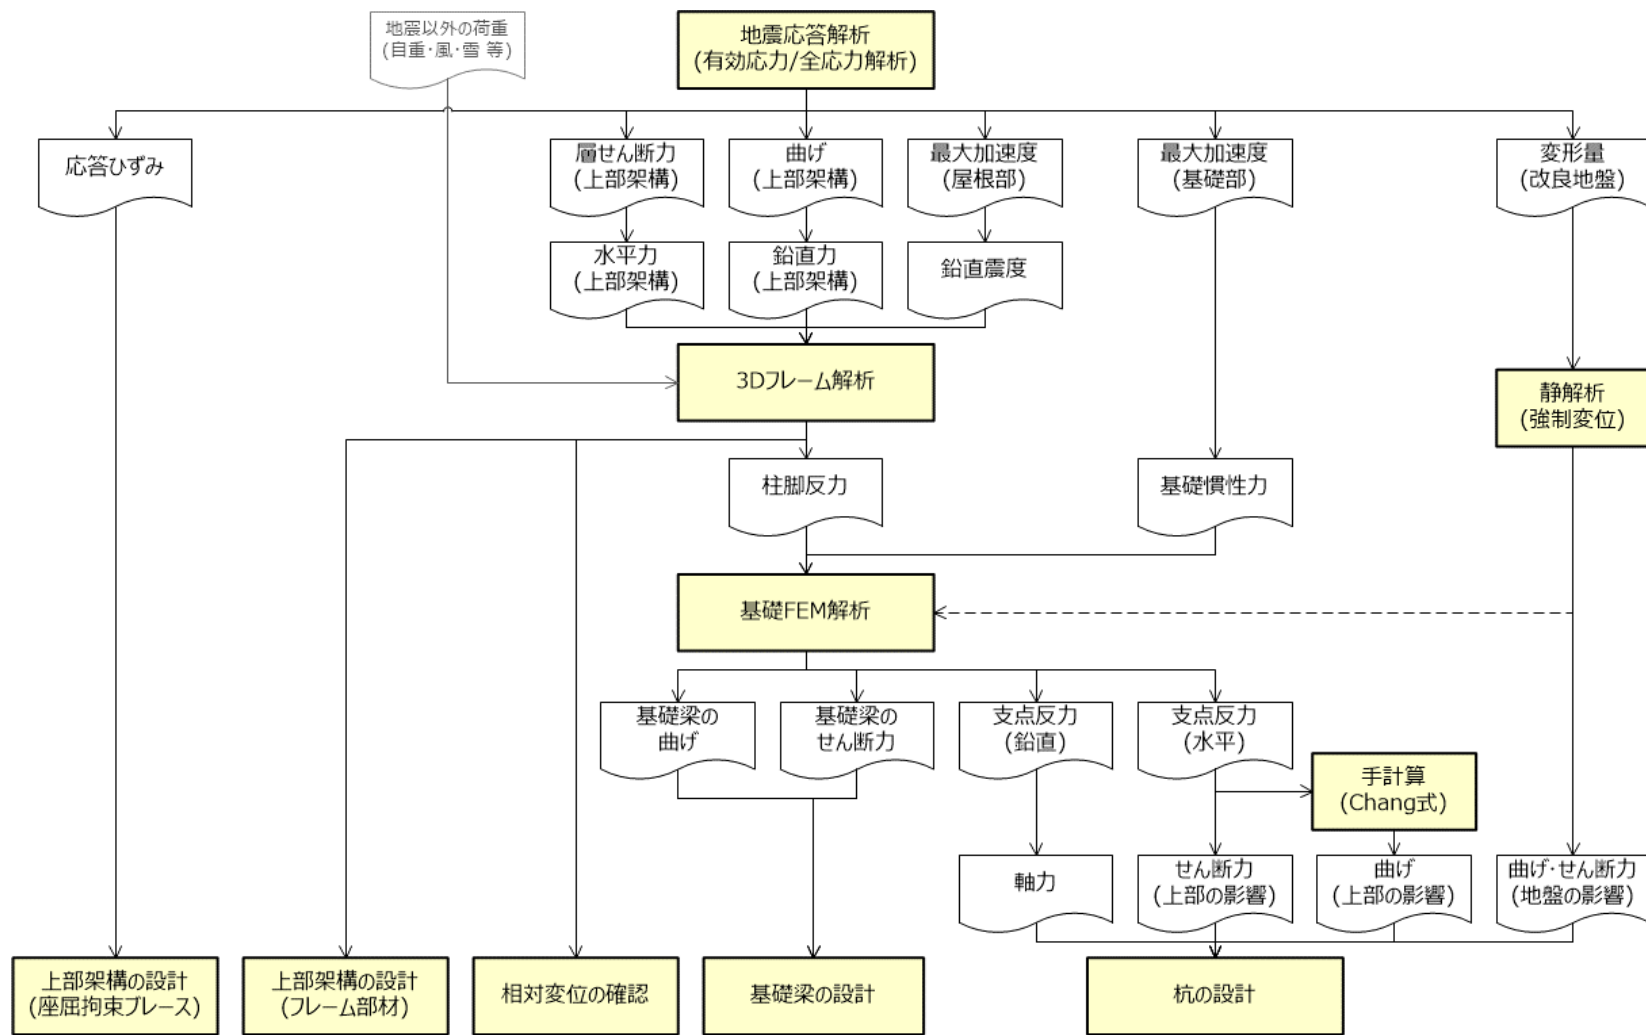 地震以外の荷重
(自重・風・雪 等)
地震応答解析
(有効応力/全応力解析)
応答ひずみ
層せん断力
(上部架構)
曲げ
(上部架構)
最大加速度
(屋根部)
最大加速度
(基礎部)
変形量
(改良地盤)
水平力
(上部架構)
鉛直力
(上部架構)
鉛直震度
3Dフレーム解析
静解析
(強制変位)
柱脚反力
基礎慣性力
基礎FEM解析
基礎梁の
曲げ
基礎梁の
せん断力
支点反力
(鉛直)
支点反力
(水平)
手計算
(Chang式)
軸力
せん断力
(上部の影響)
曲げ
(上部の影響)
曲げ・せん断力
(地盤の影響)
上部架構の設計
(座屈拘束ブレース)
上部架構の設計
(フレーム部材)
相対変位の確認
基礎梁の設計
杭の設計